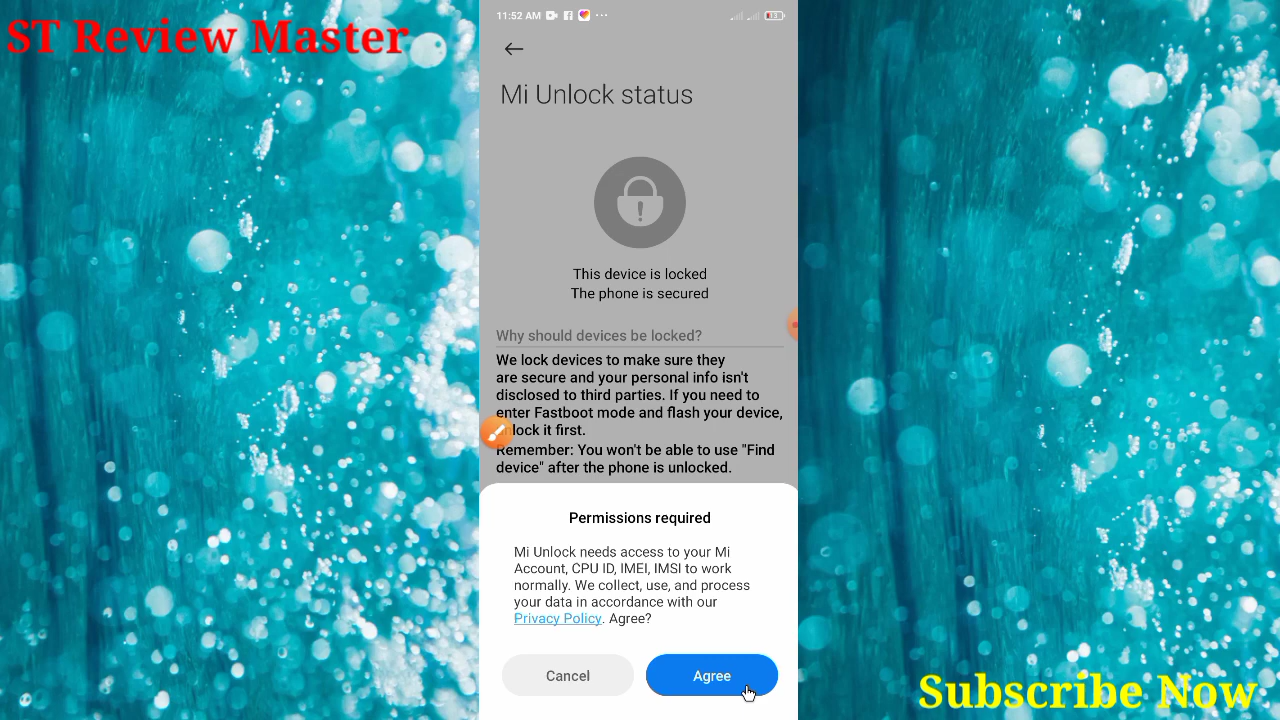 ST Review Master
11:52 AM
Mi Unlock status
This device is locked
The phone is secured
Why should devices be locked?
We lock devices to make sure they
are secure and your personal info isn't
disclosed to third parties. If you need to
enter Fastboot mode and flash your device,
nlock it first.
Remember: You won't be able to use "Find
device" after the phone is unlocked.
Permissions required
Mi Unlock needs access to your Mi
Account, CPU ID, IMEI, IMSI to work
normally. We collect, use, and process
your data in accordance with our
Privacy Policy. Agree?
Cancel Agree
Subscribe Now